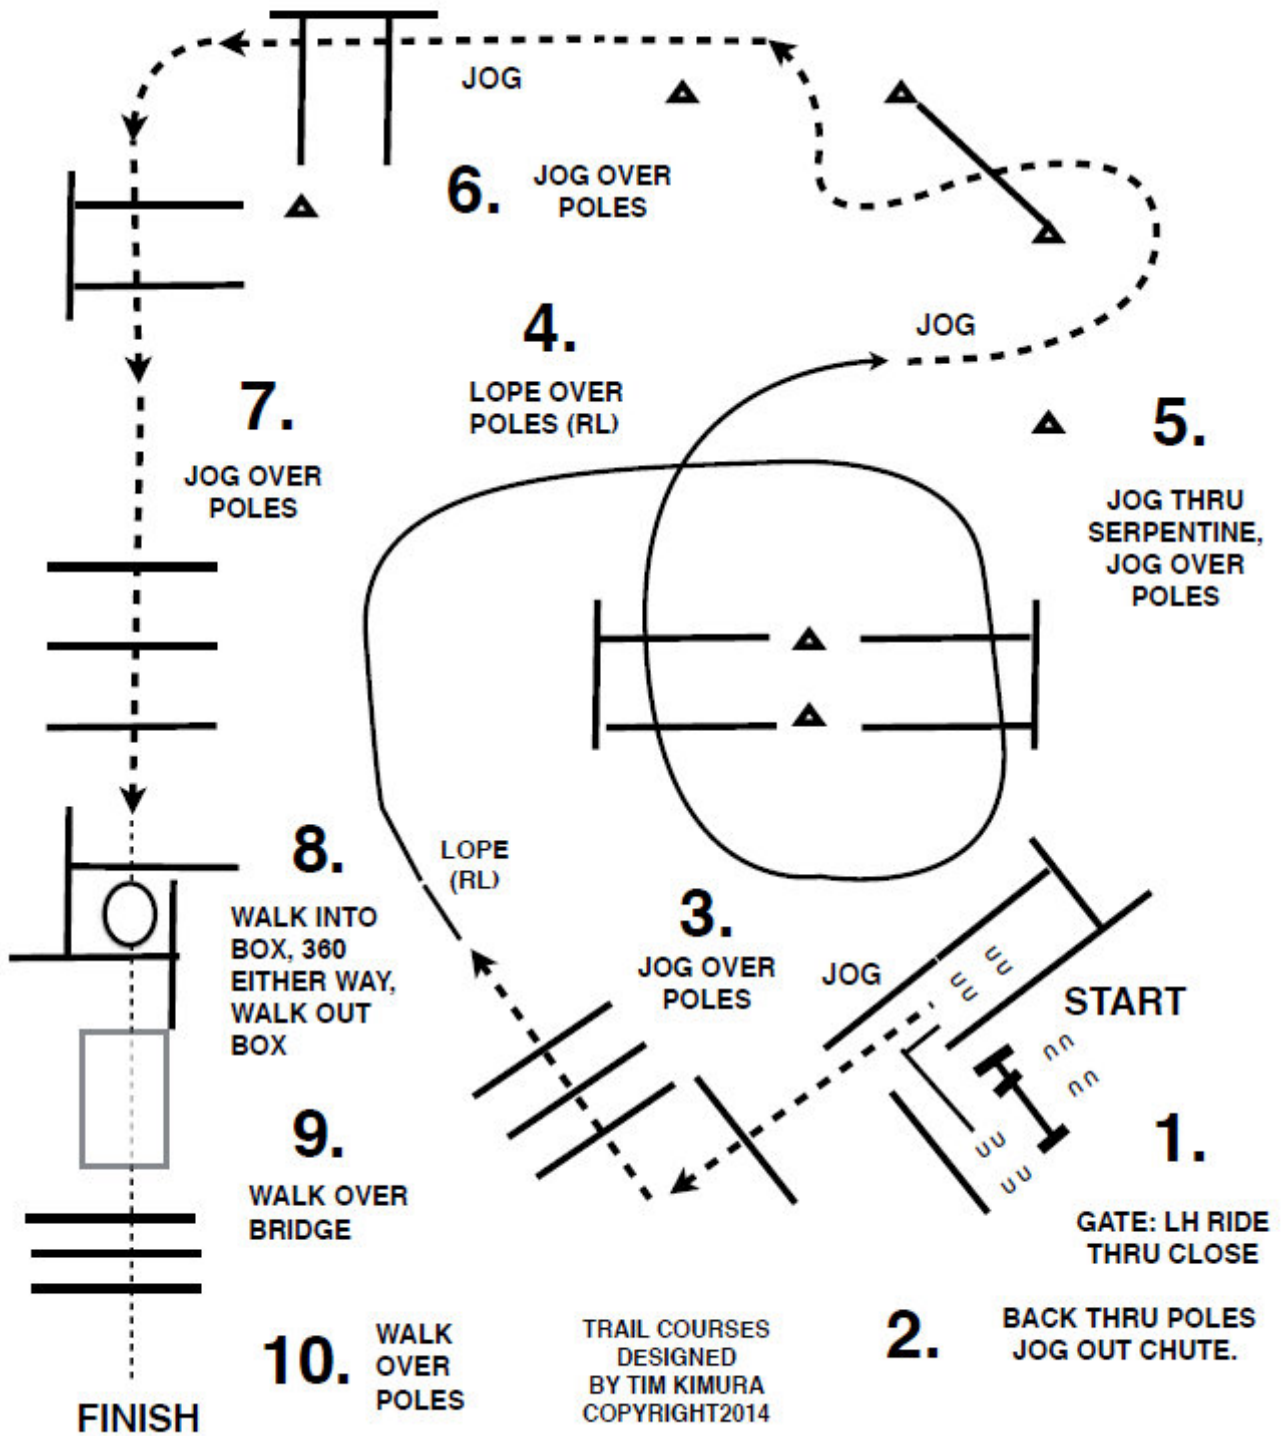 JOG
6.
JOG OVER
POLES
4.
LOPE OVER
POLES (RL)
JOG
7.
JOG OVER
POLES
5.
JOG THRU
SERPENTINE,
JOG OVER
POLES
8.
WALK INTO
BOX, 360
EITHER WAY,
WALK OUT
BOX
LOPE
(RL)
3.
JOG OVER
POLES
JOG
START
1.
GATE: LH RIDE
THRU CLOSE
9.
WALK OVER
BRIDGE
2.
BACK THRU POLES
JOG OUT CHUTE.
10.
WALK
OVER
POLES
TRAIL COURSES
DESIGNED
BY TIM KIMURA
COPYRIGHT2014
FINISH